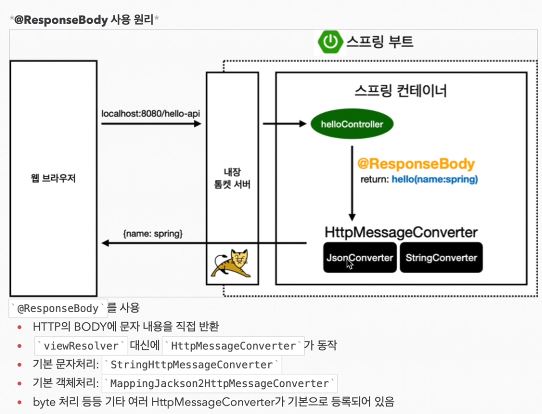 *@ResponseBody 사용 원리*
스프링 부트
스프링 컨테이너
localhost:8080/hello-api
helloController
웹 브라우저
내장
톰켓 서버
@ResponseBody
return: hello(name:spring)
{name: spring}
HttpMessageConverter
JsonConverter
StringConverter
`@ResponseBody`를 사용
• HTTP의 BODY에 문자 내용을 직접 반환
• `viewResolver` 대신에 `HttpMessageConverter`가 동작
• 기본 문자처리: `StringHttpMessageConverter`
• 기본 객체처리: `MappingJackson2HttpMessageConverter`
• byte 처리 등등 기타 여러 HttpMessageConverter가 기본으로 등록되어 있음